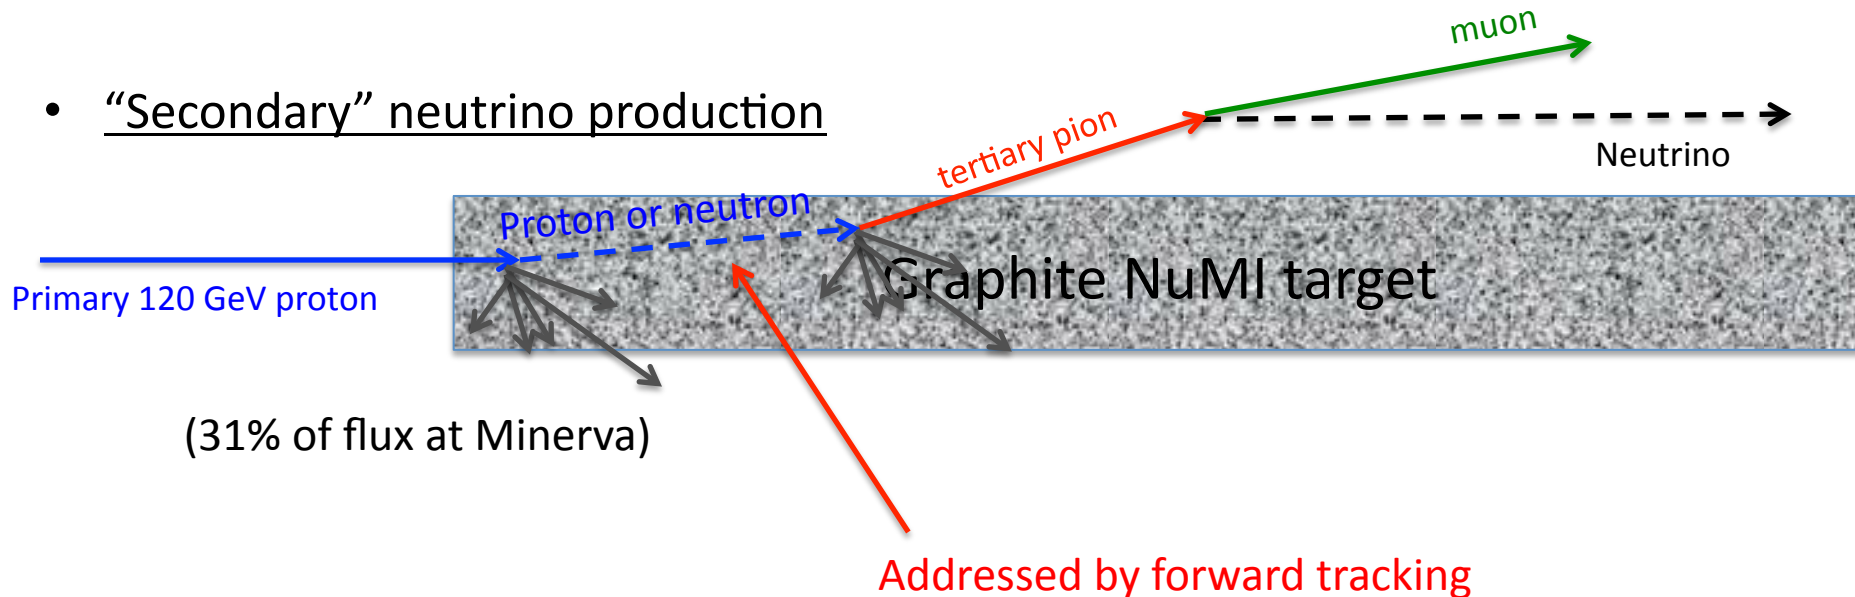 muon
• “Secondary” neutrino production
tertiary pion
Neutrino
Proton or neutron
Graphite NuMI target
Primary 120 GeV proton
(31% of flux at Minerva)
Addressed by forward tracking